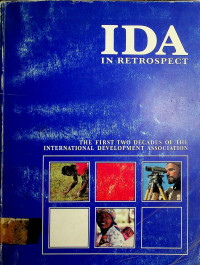 IDA
IN RETROSPECT
THE FIRST TWO DECADES OF THE
INTERNATIONAL DEVELOPMENT ASSOCIATION